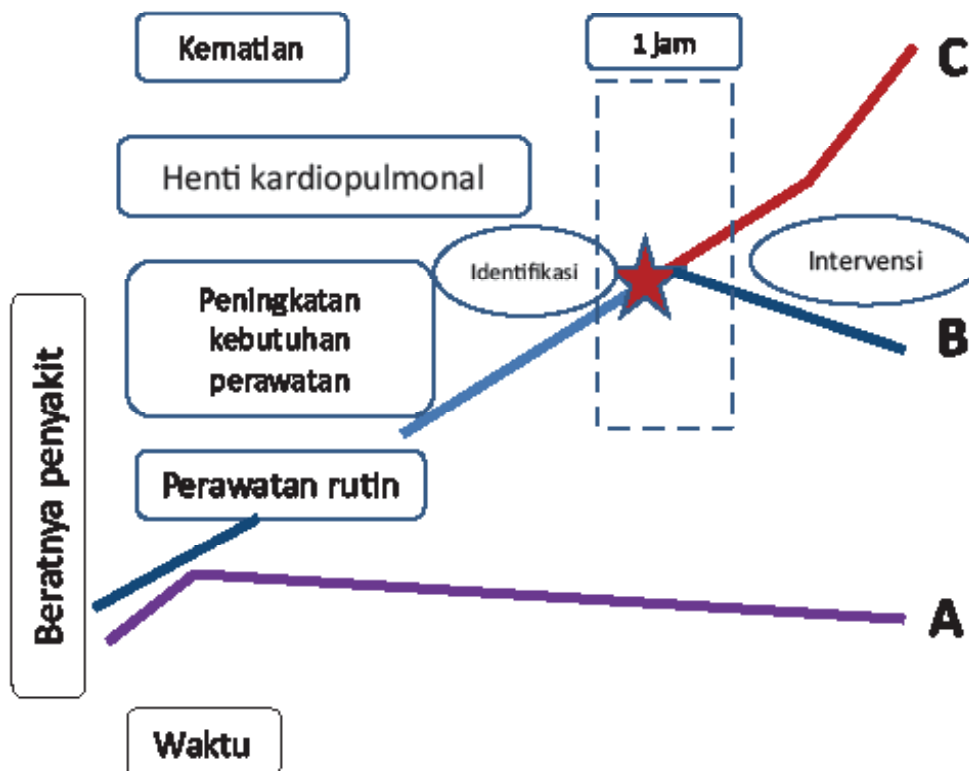 Kematian
1 jam
C
Henti kardiopulmonal
Identifikasi
Intervensi
Peningkatan
kebutuhan
perawatan
B
Perawatan rutin
Beratnya penyakit
A
Waktu